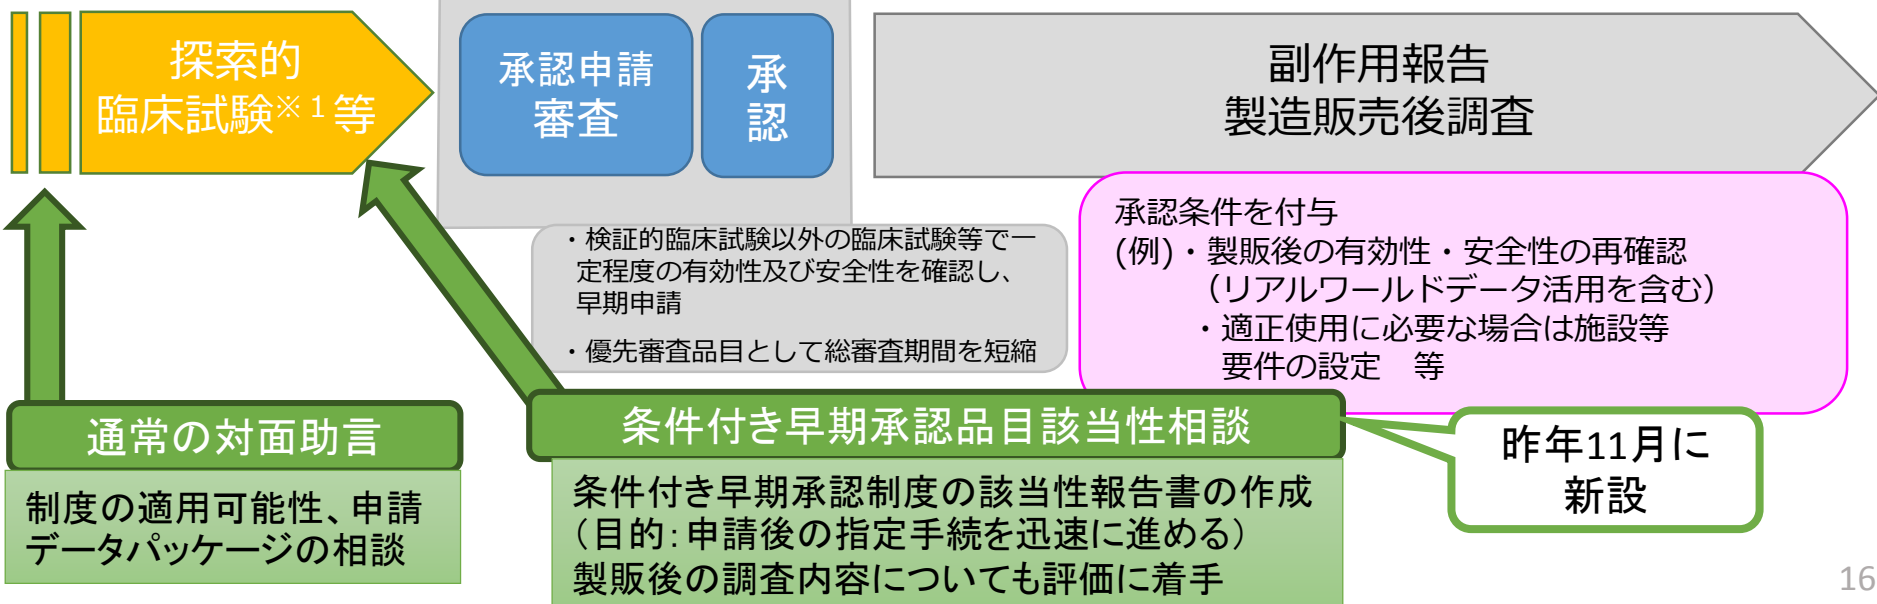 探索的
臨床試験※1等
承認申請
審査
承
認
副作用報告
製造販売後調査
・検証的臨床試験以外の臨床試験等で一
定程度の有効性及び安全性を確認し、
早期申請
・優先審査品目として総審査期間を短縮
承認条件を付与
(例)・製販後の有効性・安全性の再確認
（リアルワールドデータ活用を含む）
・適正使用に必要な場合は施設等
要件の設定　等
通常の対面助言
制度の適用可能性、申請
データパッケージの相談
条件付き早期承認品目該当性相談
条件付き早期承認制度の該当性報告書の作成
（目的：申請後の指定手続を迅速に進める）
製販後の調査内容についても評価に着手
昨年11月に
新設
16